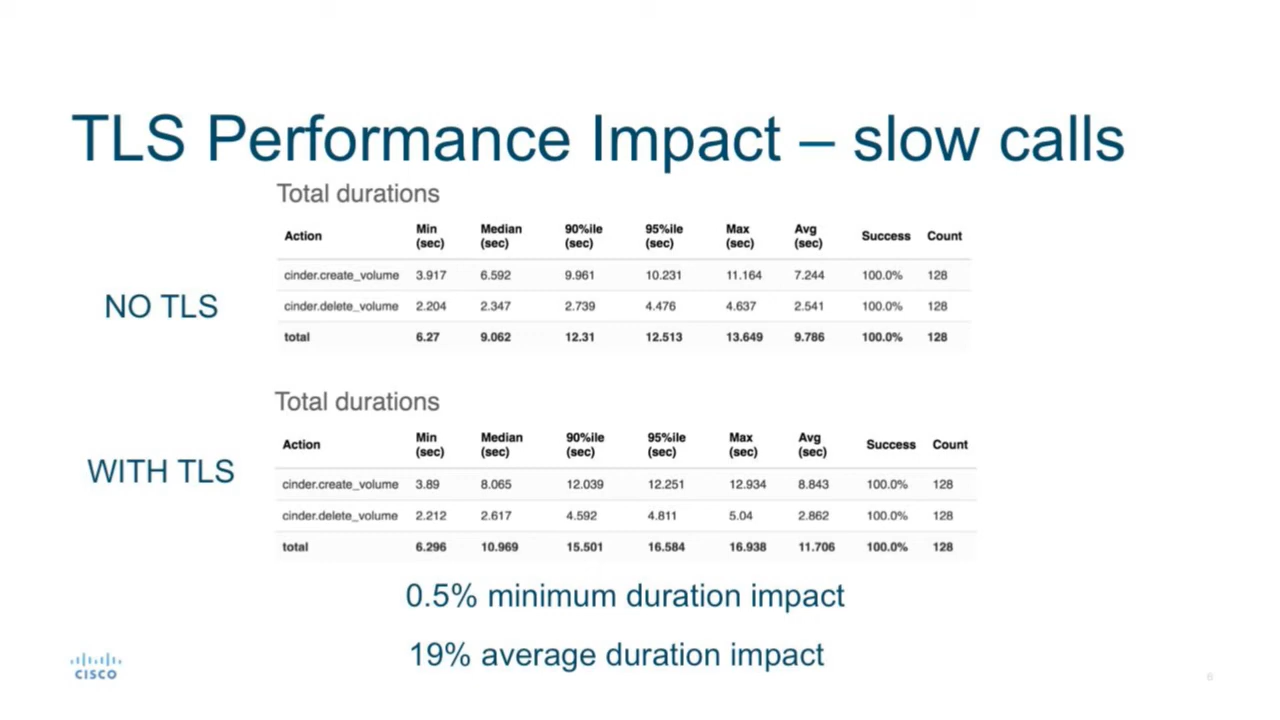 TLS Performance Impact – slow calls
Total durations
Action Min (sec) Median (sec) 90%ile (sec) 95%ile (sec) Max (sec) Avg (sec) Success Count
cinder.create_volume 3.917 6.592 9.961 10.231 11.164 7.244 100.0% 128
NO TLS
cinder.delete_volume 2.204 2.347 2.739 4.476 4.637 2.541 100.0% 128
total 6.27 9.062 12.31 12.513 13.649 9.786 100.0% 128
Total durations
Action Min (sec) Median (sec) 90%ile (sec) 95%ile (sec) Max (sec) Avg (sec) Success Count
WITH TLS
cinder.create_volume 3.89 8.065 12.039 12.251 12.934 8.843 100.0% 128
cinder.delete_volume 2.212 2.617 4.592 4.811 5.04 2.862 100.0% 128
total 6.296 10.969 15.501 16.584 16.938 11.706 100.0% 128
0.5% minimum duration impact
19% average duration impact
CISCO
6